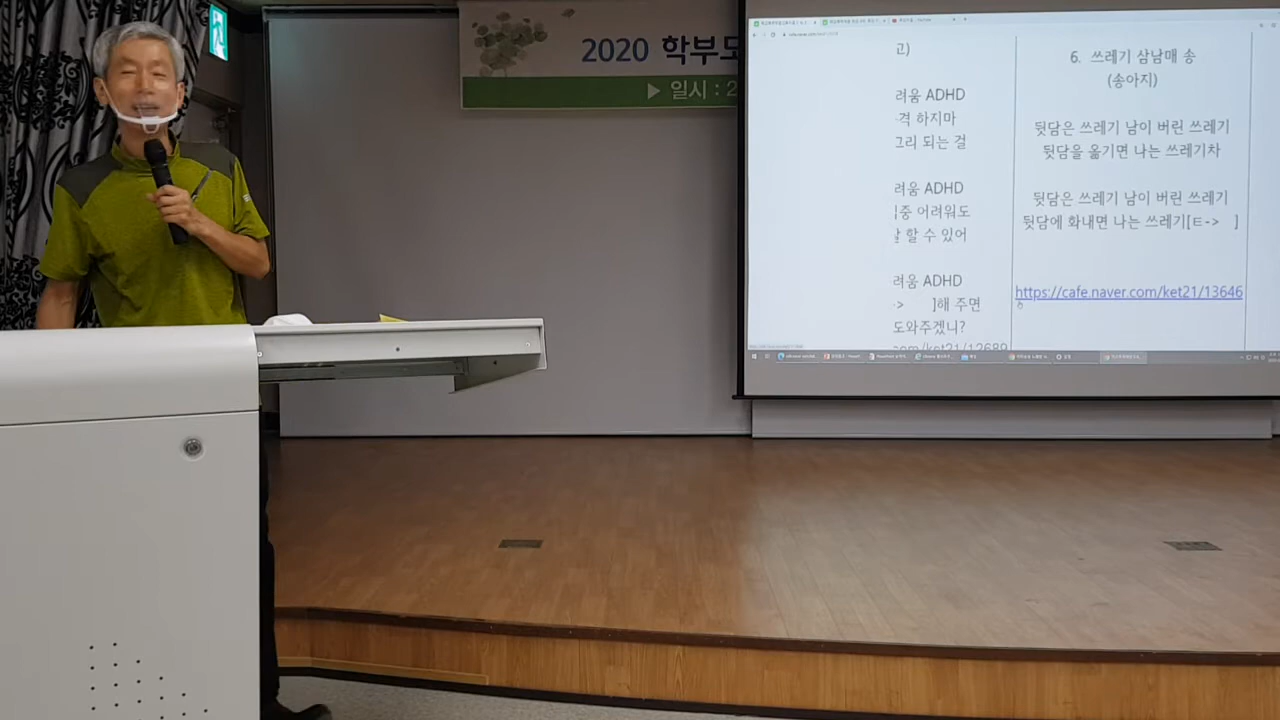 2020 학부모
▶ 일시 : 2
고)
려움 ADHD
격 하지마
그리 되는 걸
려움 ADHD
중 어려워도
할 수 있어
려움 ADHD
->     ]해 주면
도와주겠니?
com/ket21/12689
6. 쓰레기 삼남매 송
(송아지)
뒷담은 쓰레기 남이 버린 쓰레기
뒷담을 옮기면 나는 쓰레기차
뒷담은 쓰레기 남이 버린 쓰레기
뒷담에 화내면 나는 쓰레기[ㅌ->    ]
https://cafe.naver.com/ket21/13646